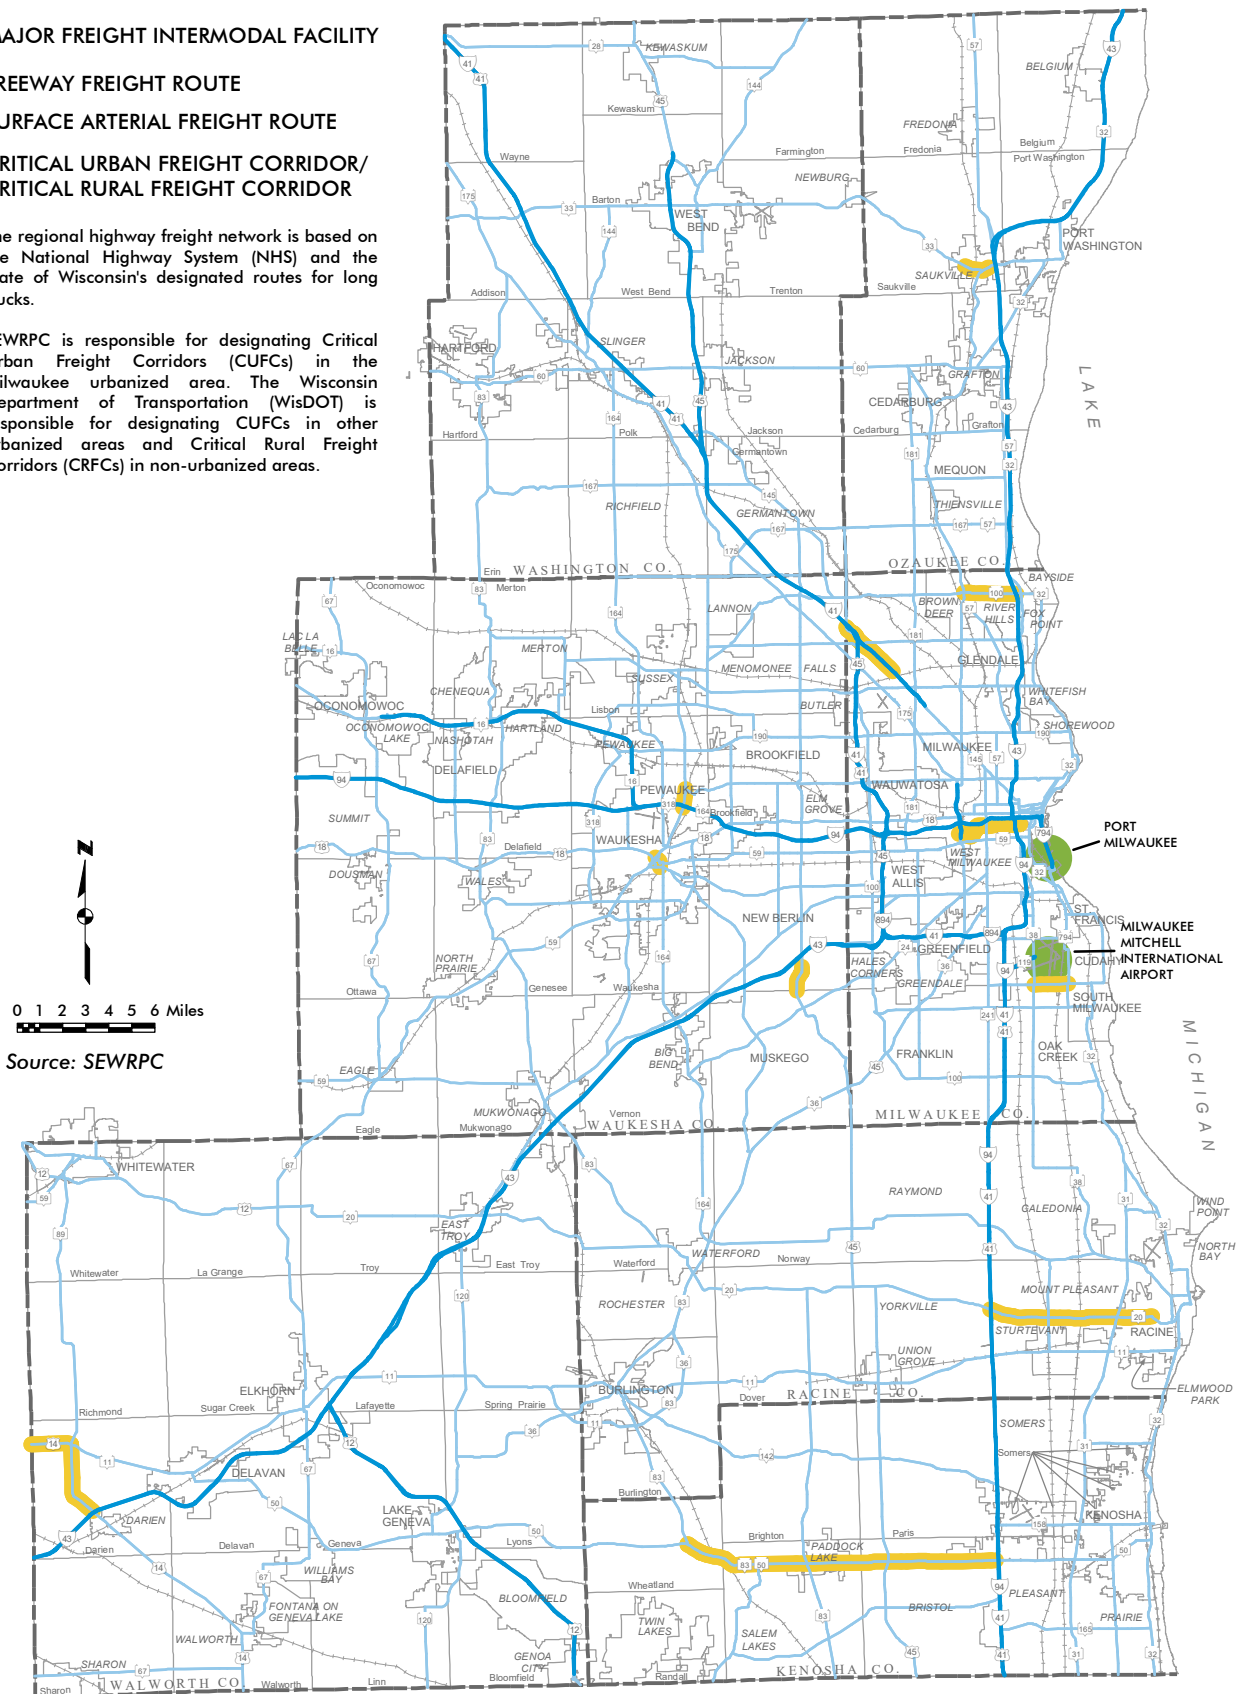 AJOR FREIGHT INTERMODAL FACILITY
REEWAY FREIGHT ROUTE
URFACE ARTERIAL FREIGHT ROUTE
RITICAL URBAN FREIGHT CORRIDOR/
RITICAL RURAL FREIGHT CORRIDOR
he regional highway freight network is based on
e National Highway System (NHS) and the
ate of Wisconsin's designated routes for long
ucks.
EWRPC is responsible for designating Critical
rban Freight Corridors (CUFCs) in the
ilwaukee urbanized area. The Wisconsin
epartment of Transportation (WisDOT) is
esponsible for designating CUFCs in other
rbanized areas and Critical Rural Freight
orridors (CRFCs) in non-urbanized areas.
KEWASKUM
Kewaskum
BELGIUM
FREDONIA
Fredonia
Belgium
Port Washington
Wayne
Farmington
NEWBURG
Barton
WEST
BEND
PORT
WASHINGTON
SAUKVILLE
Saukville
Addison
West Bend
Trenton
HARTFORD
SLINGER
JACKSON
GRAFTON
CEDARBURG
LAKE
Hartford
Polk
Jackson
Germantown
Cedarburg
Grafton
MEQUON
THIENSVILLE
RICHFIELD
GERMANTOWN
Erin
WASHINGTON CO.
OZAUKEE CO.
Oconomowoc
Merton
BAYSIDE
LANNON
BROWN
DEER
RIVER
HILLS
FOX
POINT
LAC LA
BELLE
MERTON
MENOMONEE FALLS
GLENDALE
CHENEQUA
SUSSEX
WHITEFISH
BAY
OCONOMOWOC
Lisbon
BUTLER
OCONOMOWOC
LAKE
NASHOTAH
HARTLAND
PEWAUKEE
SHOREWOOD
BROOKFIELD
MILWAUKEE
DELAFIELD
PEWAUKEE
ELM
GROVE
WAUWATOSA
Brookfield
SUMMIT
WAUKESHA
Delafield
WEST
MILWAUKEE
PORT
MILWAUKEE
DOUSMAN
WALES
WEST
ALLIS
NEW BERLIN
ST.
FRANCIS
NORTH
PRAIRIE
HALES
CORNERS
GREENFIELD
GREENDALE
CUDAHY
MILWAUKEE
MITCHELL
INTERNATIONAL
AIRPORT
Ottawa
Genesee
Waukesha
SOUTH
MILWAUKEE
0 1 2 3 4 5 6 Miles
Source: SEWRPC
EAGLE
BIG
BEND
MUSKEGO
FRANKLIN
OAK
CREEK
MICHIGAN
MUKWONAGO
Vernon
Eagle
Mukwonago
WAUKESHA CO.
MILWAUKEE CO.
WHITEWATER
RAYMOND
CALEDONIA
WIND
POINT
EAST
TROY
WATERFORD
NORTH
BAY
Whitewater
La Grange
Troy
East Troy
Waterford
Norway
ROCHESTER
YORKVILLE
MOUNT PLEASANT
STURTEVANT
RACINE
UNION
GROVE
ELKHORN
BURLINGTON
Dover
RACINE CO.
ELMWOOD
PARK
Richmond
Sugar Creek
Lafayette
Spring Prairie
SOMERS
Somers
DELAVAN
LAKE
GENEVA
Burlington
DARIEN
KENOSHA
Darien
Delavan
Geneva
Lyons
Brighton
Paris
PADDOCK
LAKE
WILLIAMS
BAY
Wheatland
FONTANA ON
GENEVA LAKE
BLOOMFIELD
TWIN
LAKES
BRISTOL
PLEASANT
PRAIRIE
WALWORTH
SALEM
LAKES
SHARON
GENOA
CITY
Sharon
WALWORTH CO.
Walworth
Linn
Bloomfield
Randall
KENOSHA CO.